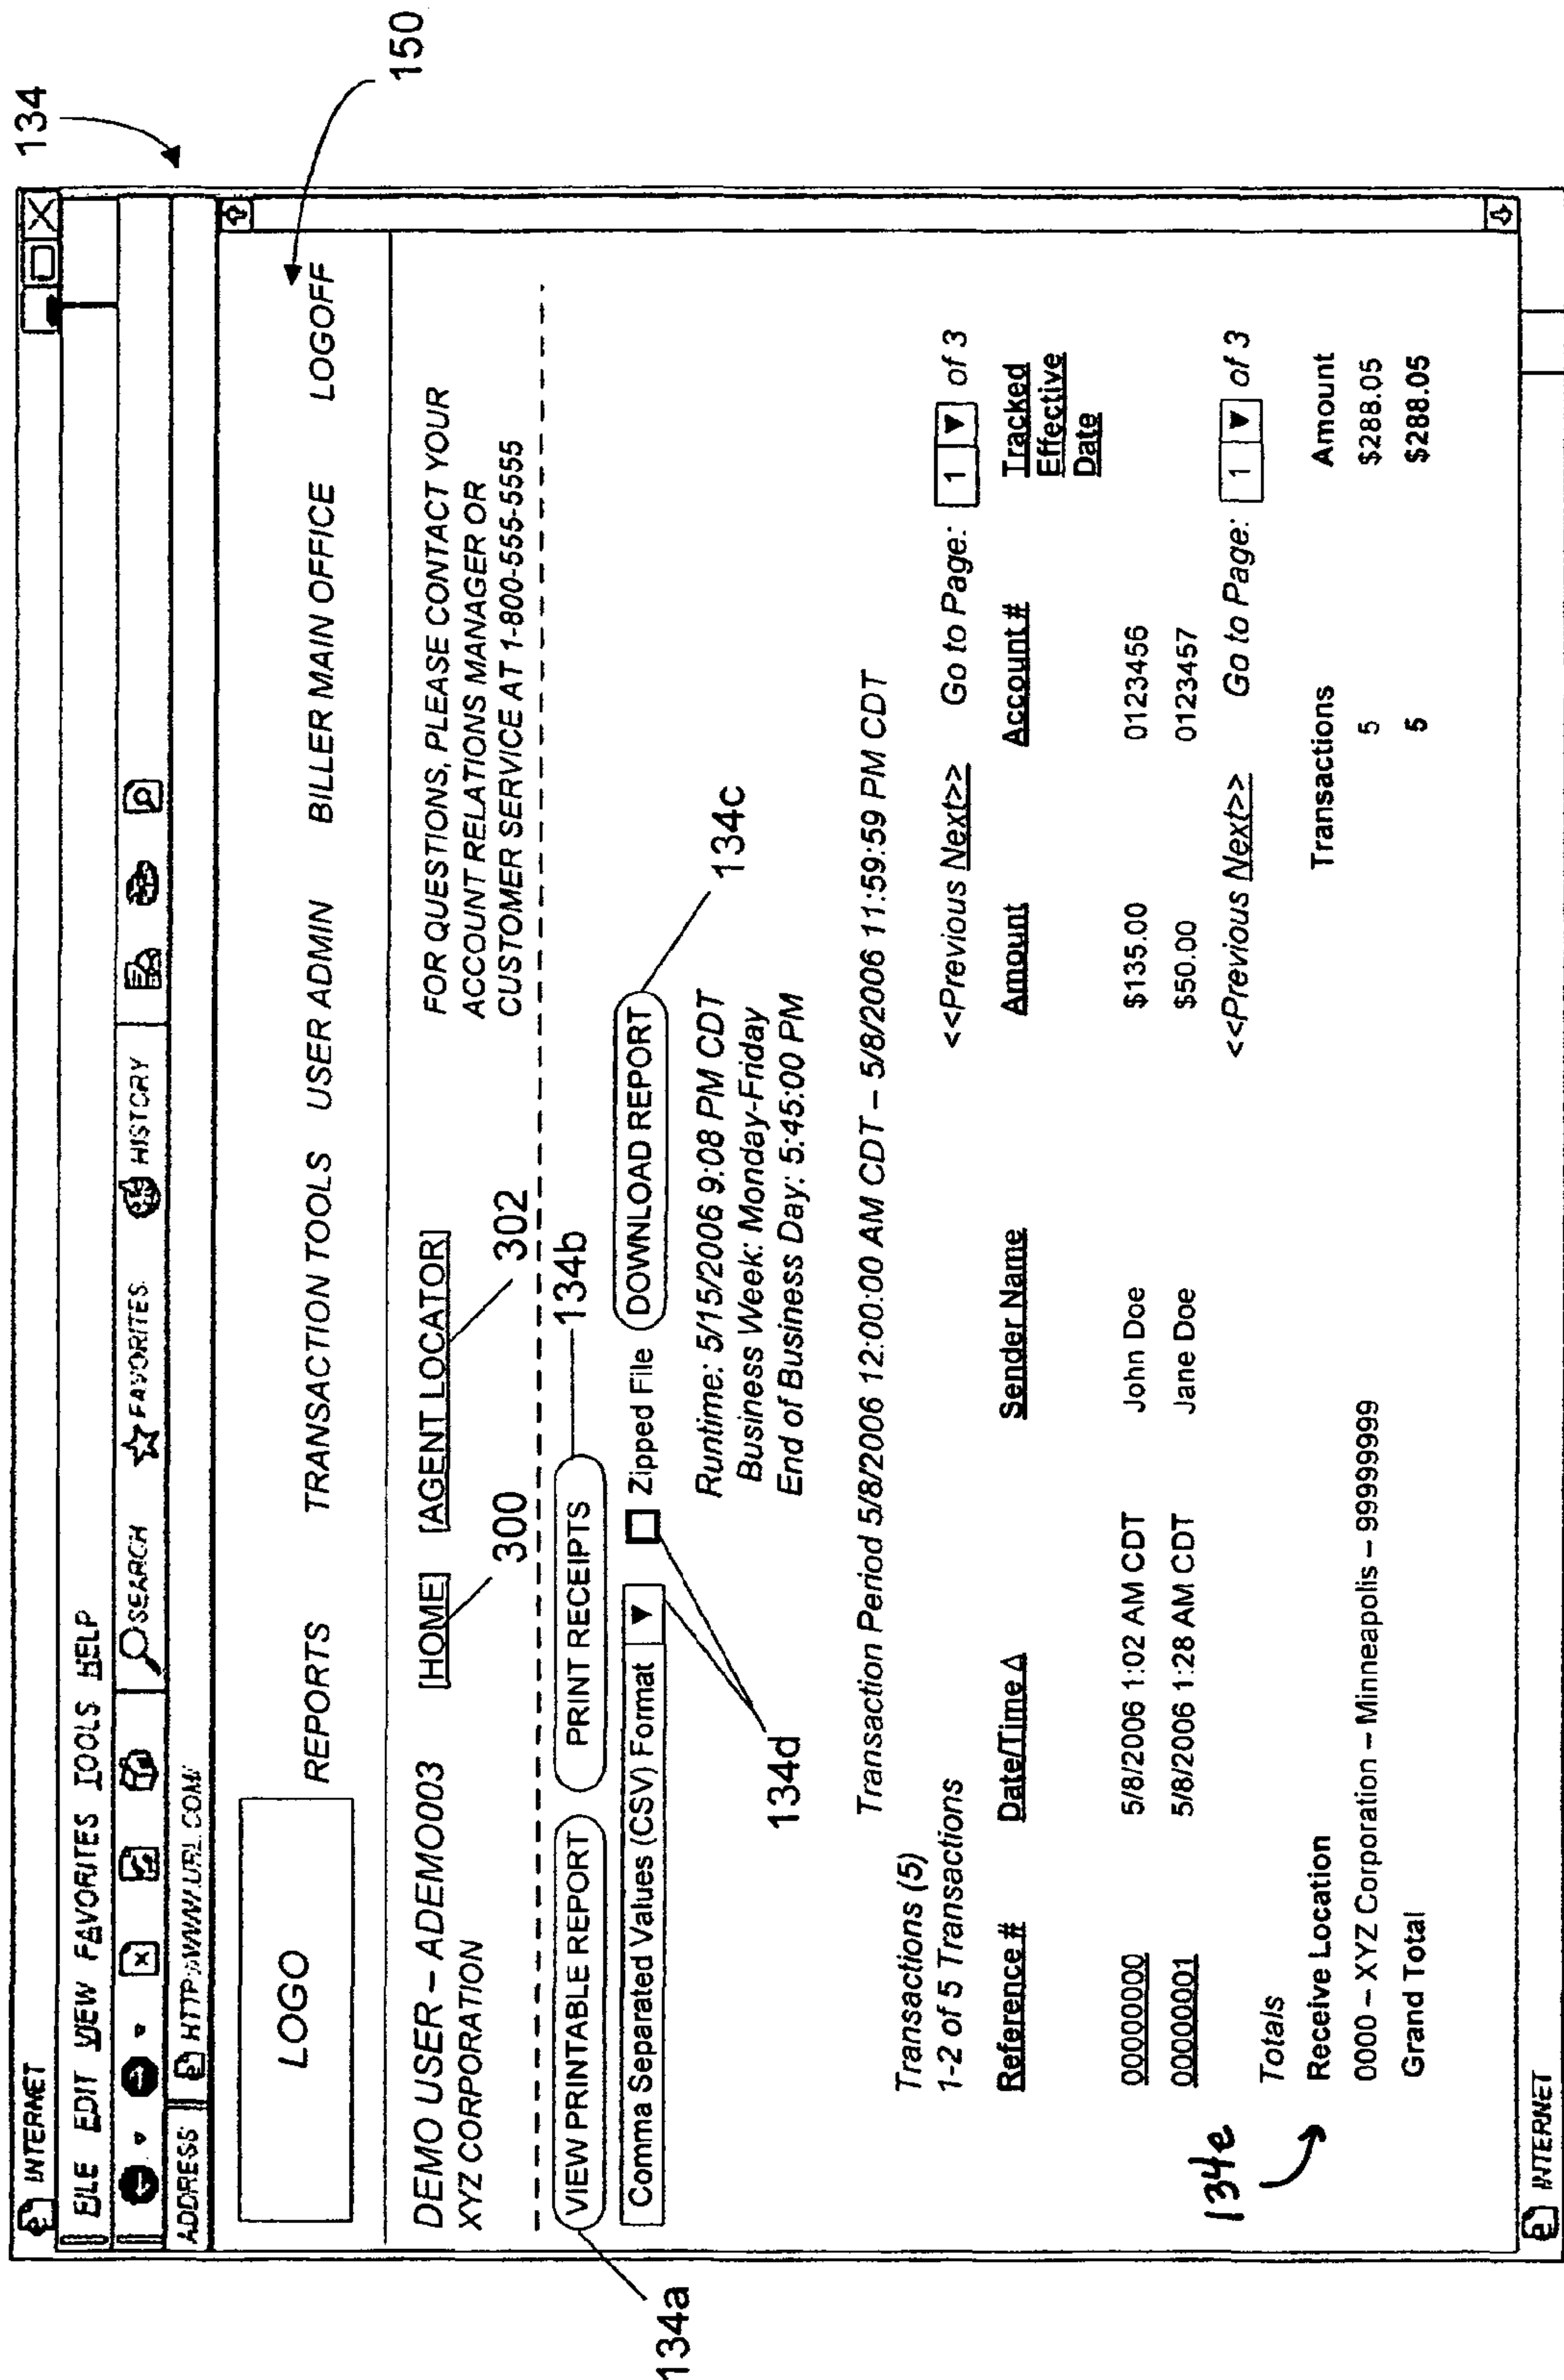 134
INTERNET
FILE EDIT VIEW FAVORITES TOOLS HELP
SEARCH FAVORITES HISTORY
ADDRESS HTTP://WWW.URL.COM/
150
LOGO
REPORTS TRANSACTION TOOLS USER ADMIN BILLER MAIN OFFICE LOGOFF
DEMO USER – ADEMO003 [HOME] [AGENT LOCATOR] FOR QUESTIONS, PLEASE CONTACT YOUR
XYZ CORPORATION ACCOUNT RELATIONS MANAGER OR
300 302 CUSTOMER SERVICE AT 1-800-555-5555
134a
VIEW PRINTABLE REPORT PRINT RECEIPTS 134b
Comma Separated Values (CSV) Format ▼ Zipped File DOWNLOAD REPORT
134c
134d
Runtime: 5/15/2006 9:08 PM CDT
Business Week: Monday-Friday
End of Business Day: 5:45:00 PM
Transaction Period 5/8/2006 12:00:00 AM CDT – 5/8/2006 11:59:59 PM CDT
Transactions (5)
1-2 of 5 Transactions <<Previous Next>> Go to Page: 1 ▼ of 3
Reference # Date/Time Δ Sender Name Amount Account # Tracked
Effective
Date
00000000 5/8/2006 1:02 AM CDT John Doe $135.00 0123456
00000001 5/8/2006 1:28 AM CDT Jane Doe $50.00 0123457
134e
<<Previous Next>> Go to Page: 1 ▼ of 3
Totals
Receive Location Transactions Amount
0000 – XYZ Corporation – Minneapolis – 99999999 5 $288.05
Grand Total 5 $288.05
INTERNET